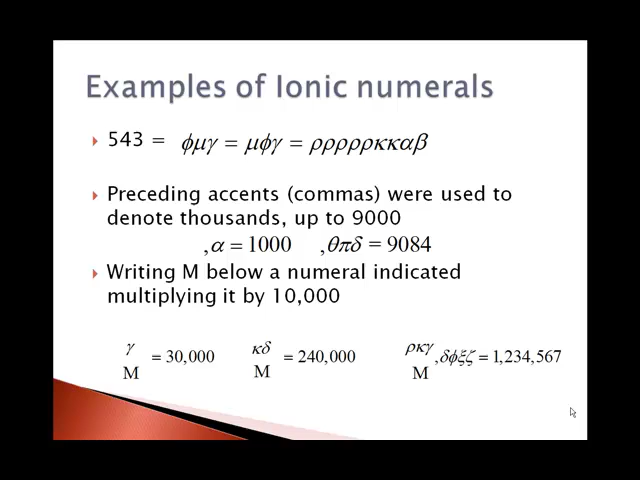 Examples of Ionic numerals
543 = φμγ = μφγ = ρρρρρκκαβ
Preceding accents (commas) were used to
denote thousands, up to 9000
,α = 1000 ,θπδ = 9084
Writing M below a numeral indicated
multiplying it by 10,000
γ κδ ρκγ
M = 30,000 M = 240,000 M ,δφξζ = 1,234,567